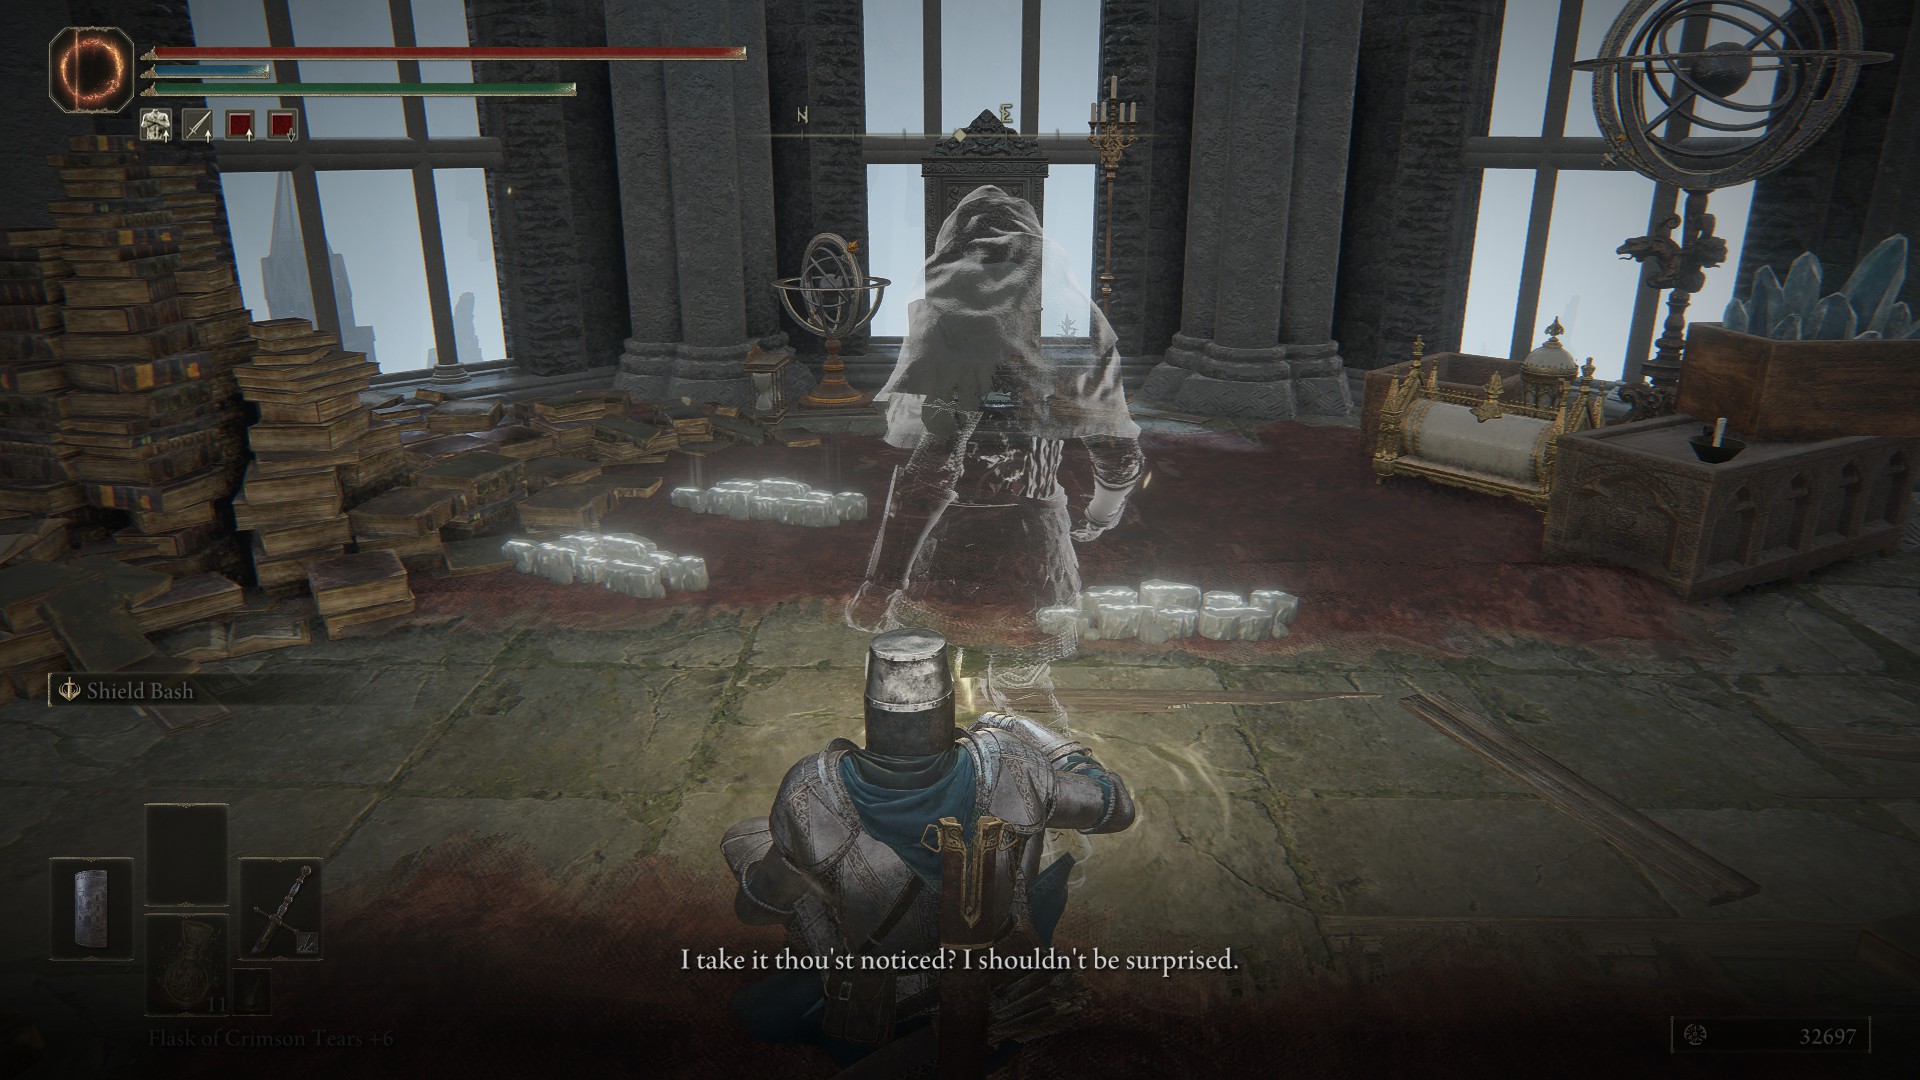 N
E
Shield Bash
I take it thou'st noticed? I shouldn't be surprised.
11
Flask of Crimson Tears +6
32697